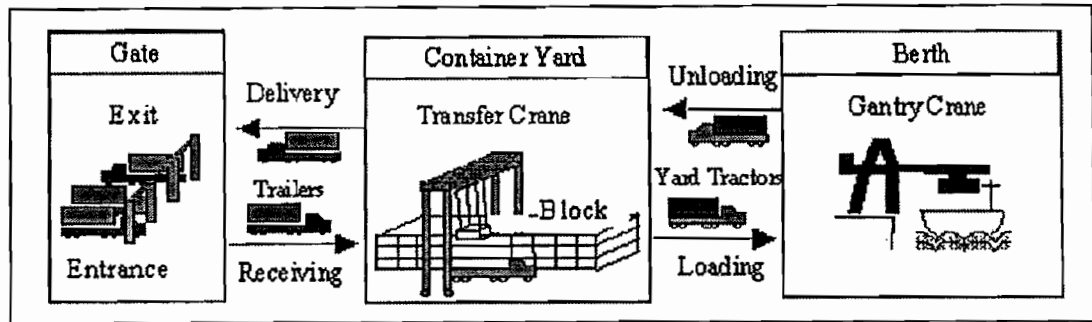 Gate
Exit
Entrance
Delivery
Trailers
Receiving
Container Yard
Transfer Crane
Block
Unloading
Yard Tractors
Loading
Berth
Gantry Crane